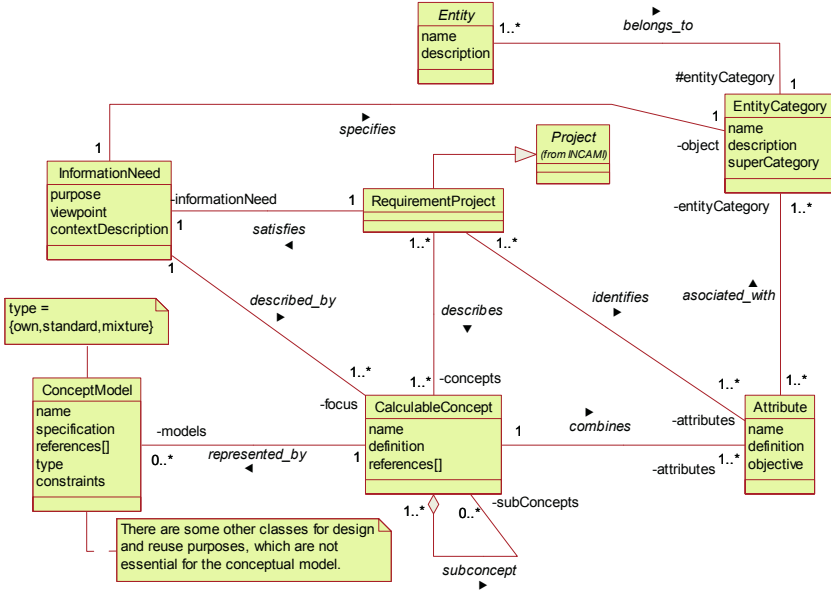 Entity
name
description
1..*
belongs_to
#entityCategory
1
EntityCategory
name
description
superCategory
1
specifies
1
-object
Project
(from INCAMI)
InformationNeed
purpose
viewpoint
contextDescription
-informationNeed
1
1
satisfies
RequirementProject
-entityCategory
1..*
1..*
1..*
1
described_by
describes
identifies
asociated_with
type =
{own,standard,mixture}
1..*
1..*
-concepts
1..*
1..*
-focus
ConceptModel
name
specification
references[]
type
constraints
-models
0..*
represented_by
1
CalculableConcept
name
definition
references[]
1
combines
-attributes
-attributes
1..*
Attribute
name
definition
objective
1..*
0..*
-subConcepts
subconcept
There are some other classes for design
and reuse purposes, which are not
essential for the conceptual model.